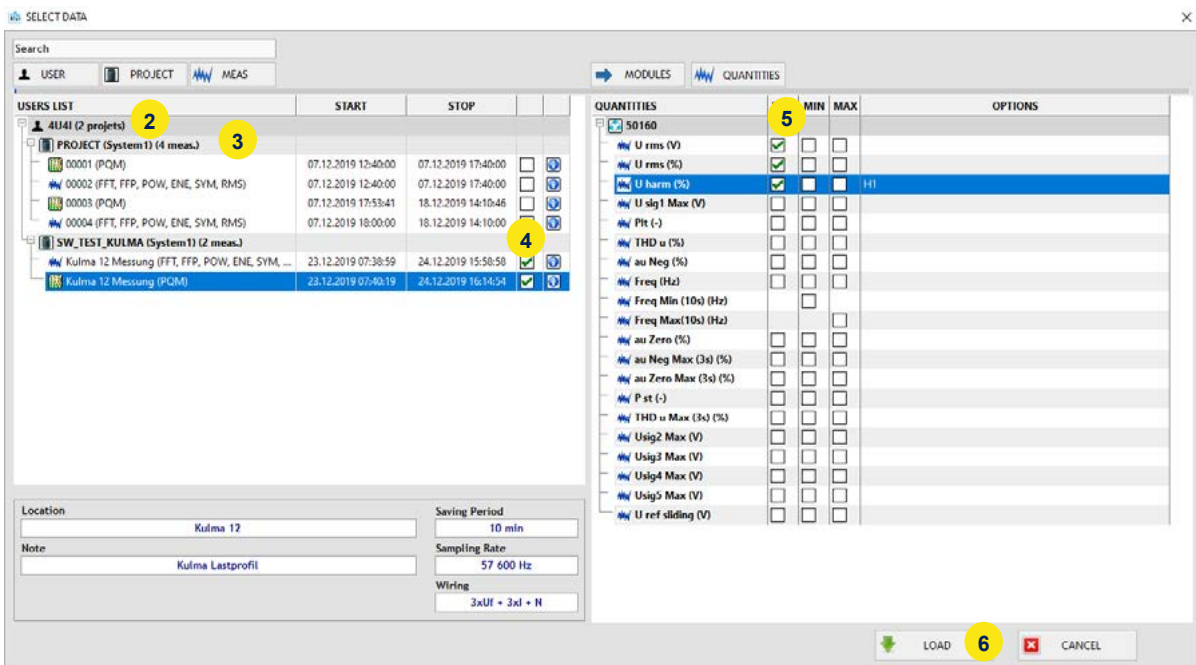 SELECT DATA
Search
USER PROJECT MEAS MODULES QUANTITIES
USERS LIST START STOP
4U4I (2 projets) 2
PROJECT (System1) (4 meas.) 3
00001 (PQM) 07.12.2019 12:40:00 07.12.2019 17:40:00
00002 (FFT, FFP, POW, ENE, SYM, RMS) 07.12.2019 12:40:00 07.12.2019 17:40:00
00003 (PQM) 07.12.2019 17:53:41 18.12.2019 14:10:46
00004 (FFT, FFP, POW, ENE, SYM, RMS) 07.12.2019 18:00:00 18.12.2019 14:10:00
4
SW_TEST_KULMA (System1) (2 meas.)
Kulma 12 Messung (FFT, FFP, POW, ENE, SYM, ... 23.12.2019 07:38:59 24.12.2019 15:58:58
Kulma 12 Messung (PQM) 23.12.2019 07:40:19 24.12.2019 16:14:54
Location
Kulma 12
Note
Kulma Lastprofil
Saving Period
10 min
Sampling Rate
57 600 Hz
Wiring
3xUf + 3xI + N
QUANTITIES MIN MAX OPTIONS
5
50160
U rms (V)
U rms (%)
U harm (%) H1
U sig1 Max (V)
Plt (-)
THD u (%)
au Neg (%)
Freq (Hz)
Freq Min (10s) (Hz)
Freq Max(10s) (Hz)
au Zero (%)
au Neg Max (3s) (%)
au Zero Max (3s) (%)
P st (-)
THD u Max (3s) (%)
Usig2 Max (V)
Usig3 Max (V)
Usig4 Max (V)
Usig5 Max (V)
U ref sliding (V)
LOAD 6 CANCEL